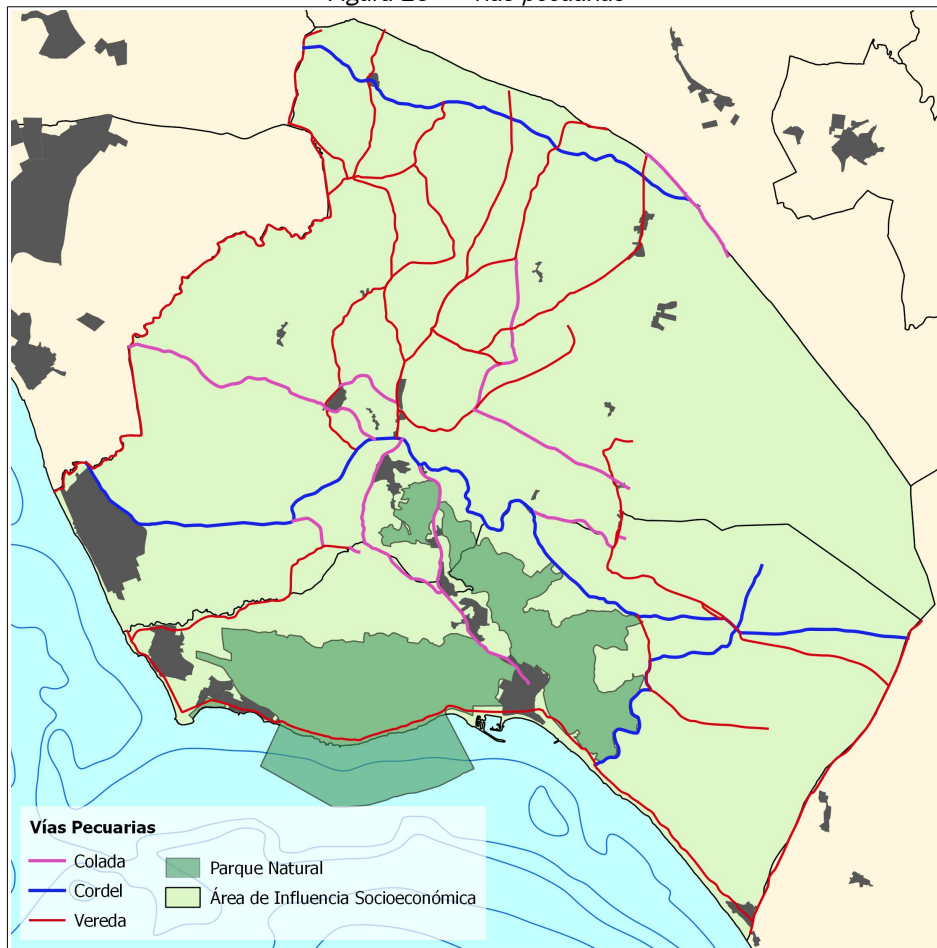 Vías Pecuarias
Colada
Cordel
Vereda
Parque Natural
Área de Influencia Socioeconómica